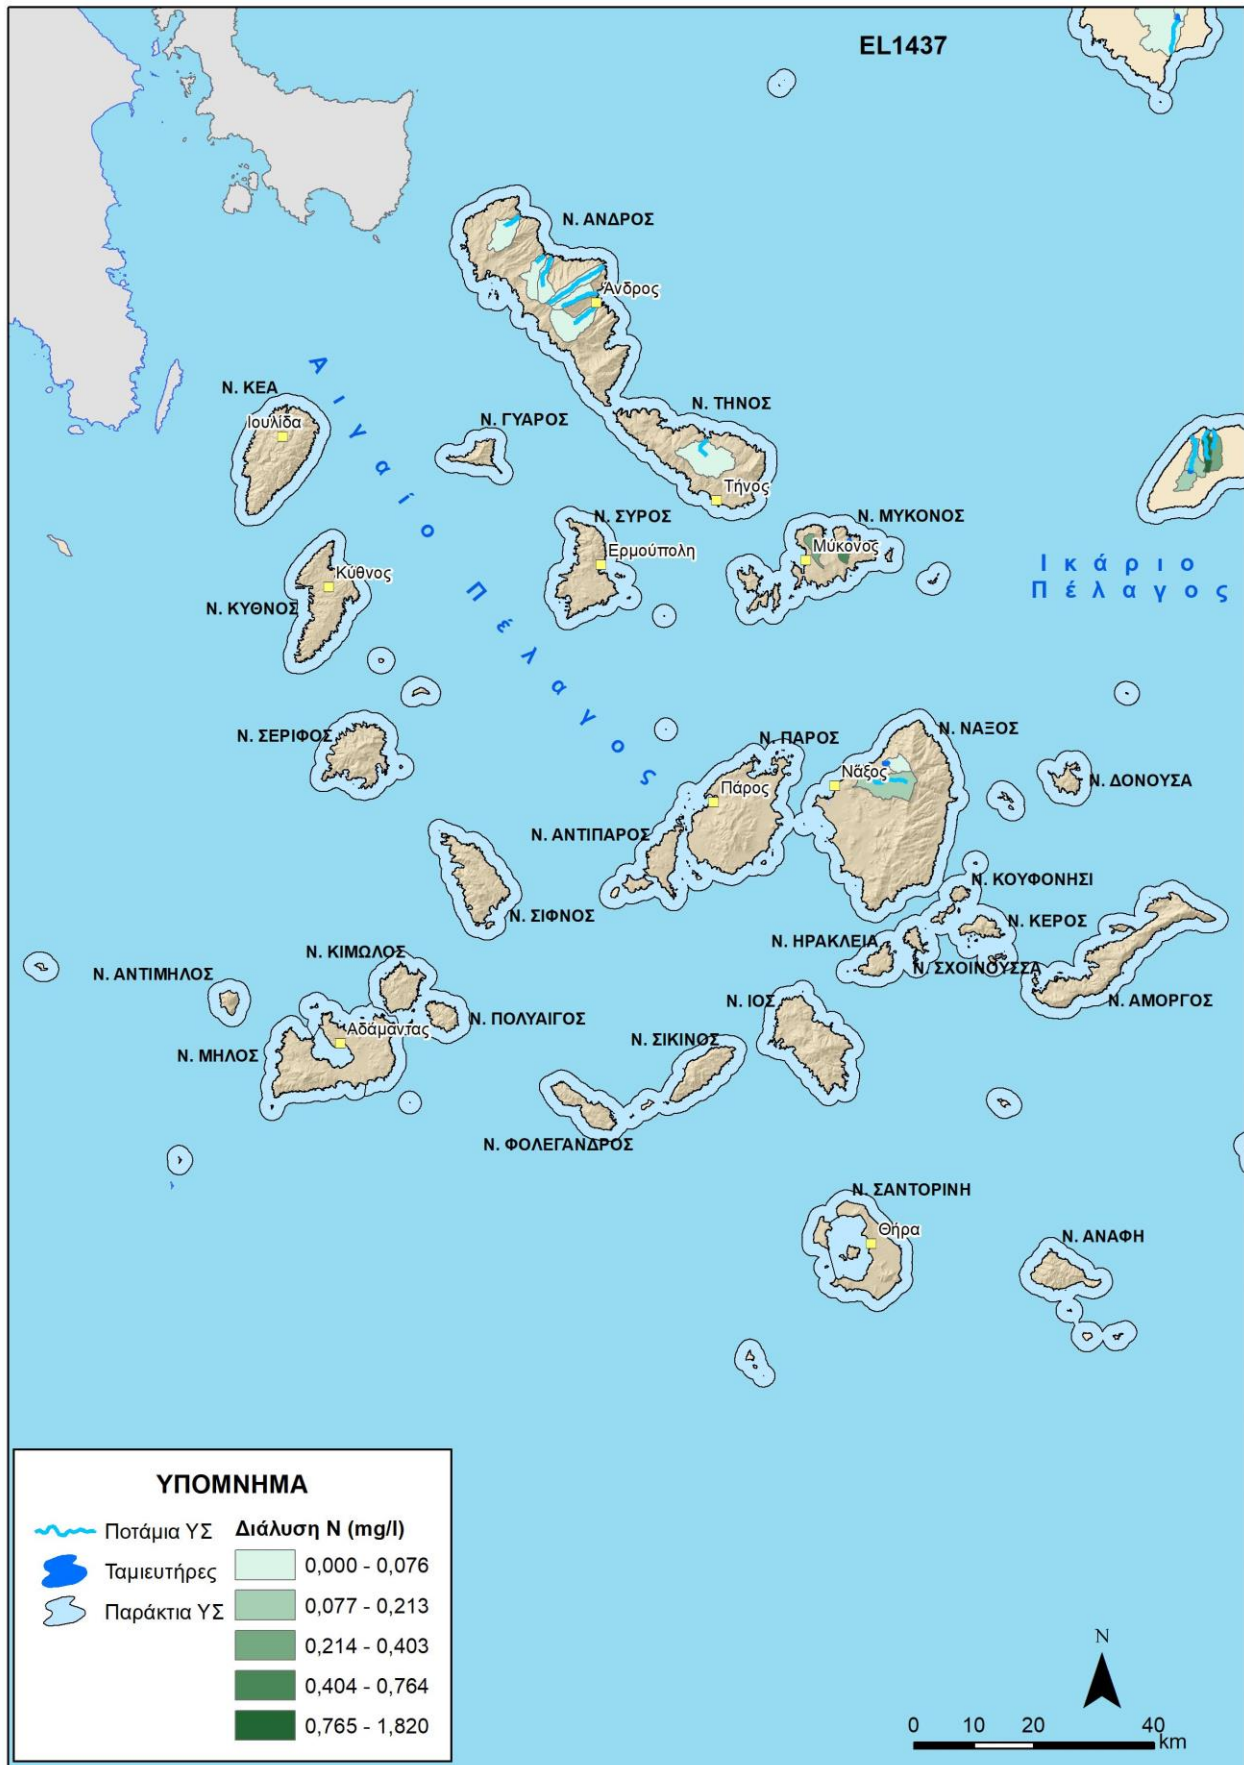 EL1437
Ν. ΑΝΔΡΟΣ
Άνδρος
Ν. ΚΕΑ
Ιουλίδα
Ν. ΓΥΑΡΟΣ
Ν. ΤΗΝΟΣ
Τήνος
Αιγαίο Πέλαγος
Ν. ΣΥΡΟΣ
Ερμούπολη
Ν. ΜΥΚΟΝΟΣ
Μύκονος
Ικάριο
Πέλαγος
Κύθνος
Ν. ΚΥΘΝΟΣ
Ν. ΣΕΡΙΦΟΣ
Ν. ΠΑΡΟΣ
Πάρος
Ν. ΝΑΞΟΣ
Νάξος
Ν. ΔΟΝΟΥΣΑ
Ν. ΑΝΤΙΠΑΡΟΣ
Ν. ΣΙΦΝΟΣ
Ν. ΚΟΥΦΟΝΗΣΙ
Ν. ΚΕΡΟΣ
Ν. ΗΡΑΚΛΕΙΑ
Ν. ΣΧΟΙΝΟΥΣΣΑ
Ν. ΑΜΟΡΓΟΣ
Ν. ΚΙΜΩΛΟΣ
Ν. ΑΝΤΙΜΗΛΟΣ
Ν. ΠΟΛΥΑΙΓΟΣ
Αδάμαντας
Ν. ΜΗΛΟΣ
Ν. ΙΟΣ
Ν. ΣΙΚΙΝΟΣ
Ν. ΦΟΛΕΓΑΝΔΡΟΣ
Ν. ΣΑΝΤΟΡΙΝΗ
Θήρα
Ν. ΑΝΑΦΗ
ΥΠΟΜΝΗΜΑ
Ποτάμια ΥΣ
Ταμιευτήρες
Παράκτια ΥΣ
Διάλυση Ν (mg/l)
0,000 - 0,076
0,077 - 0,213
0,214 - 0,403
0,404 - 0,764
0,765 - 1,820
N
0 10 20 40
km